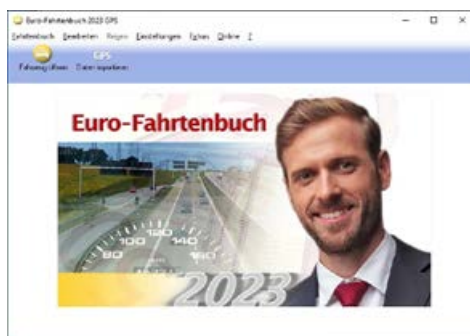 Euro-Fahrtenbuch 2023 GPS
Fahrtenbuch Bearbeiten Reisen Einstellungen Extras Online ?
GPS
Fahrzeug öffnen Daten importieren
Euro-Fahrtenbuch
80 100 120 140 160
2023